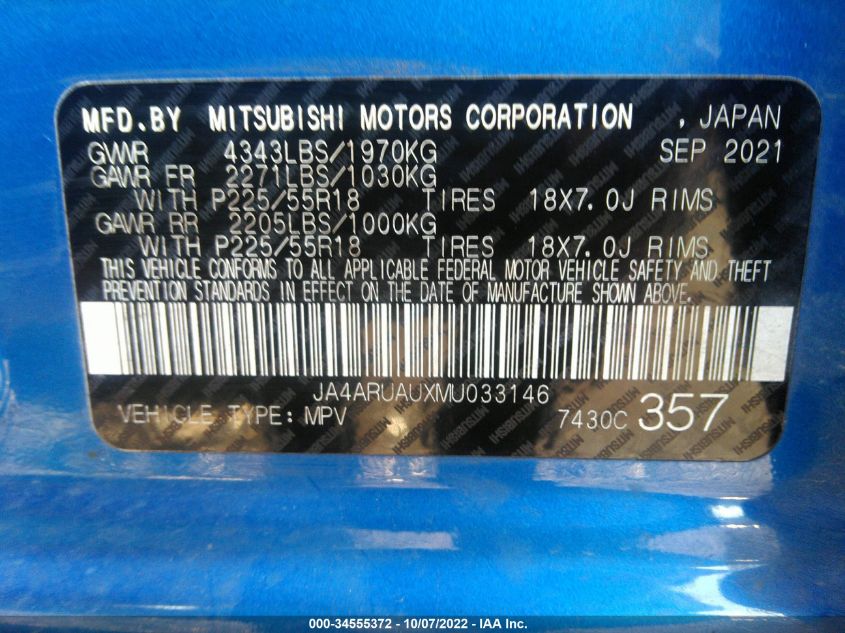 MFD.BY MITSUBISHI MOTORS CORPORATION , JAPAN
GVWR 4343LBS/1970KG SEP 2021
GAWR FR 2271LBS/1030KG
WITH P225/55R18 TIRES 18X7.0J RIMS
GAWR RR 2205LBS/1000KG
WITH P225/55R18 TIRES 18X7.0J RIMS
THIS VEHICLE CONFORMS TO ALL APPLICABLE FEDERAL MOTOR VEHICLE SAFETY AND THEFT
PREVENTION STANDARDS IN EFFECT ON THE DATE OF MANUFACTURE SHOWN ABOVE.
JA4ARUAUXMU033146
VEHICLE TYPE: MPV 7430C 357
000-34555372 - 10/07/2022 - IAA Inc.